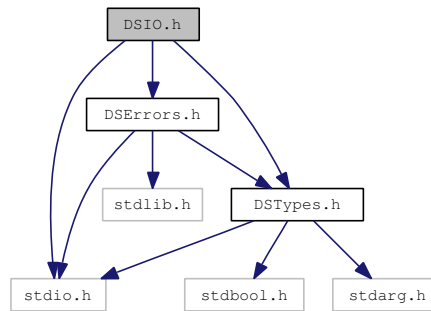 DSIO.h
DSErrors.h
stdlib.h
DSTypes.h
stdio.h
stdbool.h
stdarg.h